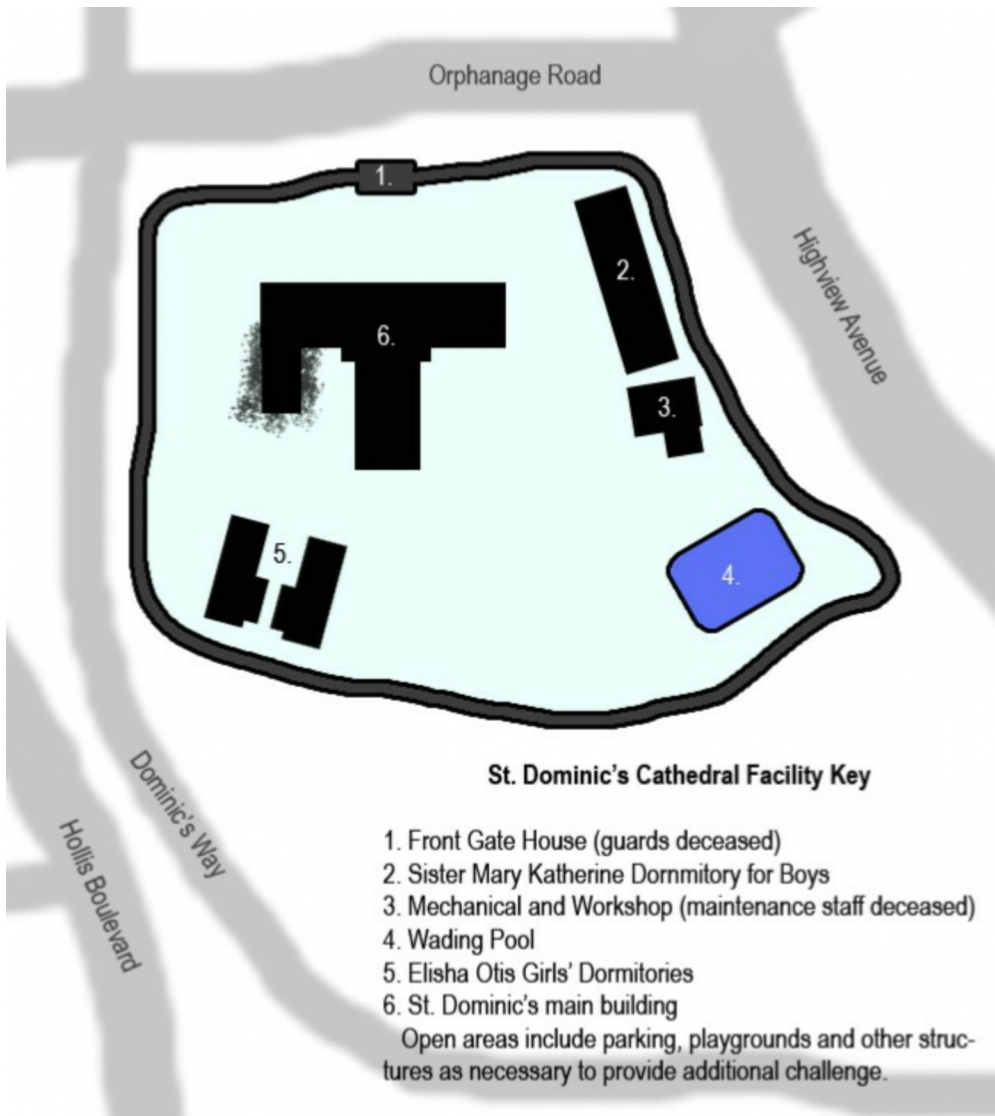 Orphanage Road
1.
2.
Highview Avenue
6.
3.
5.
4.
St. Dominic's Cathedral Facility Key
Dominic's Way
Hollis Boulevard
1. Front Gate House (guards deceased)
2. Sister Mary Katherine Dornmitory for Boys
3. Mechanical and Workshop (maintenance staff deceased)
4. Wading Pool
5. Elisha Otis Girls' Dormitories
6. St. Dominic's main building
Open areas include parking, playgrounds and other struc-
tures as necessary to provide additional challenge.